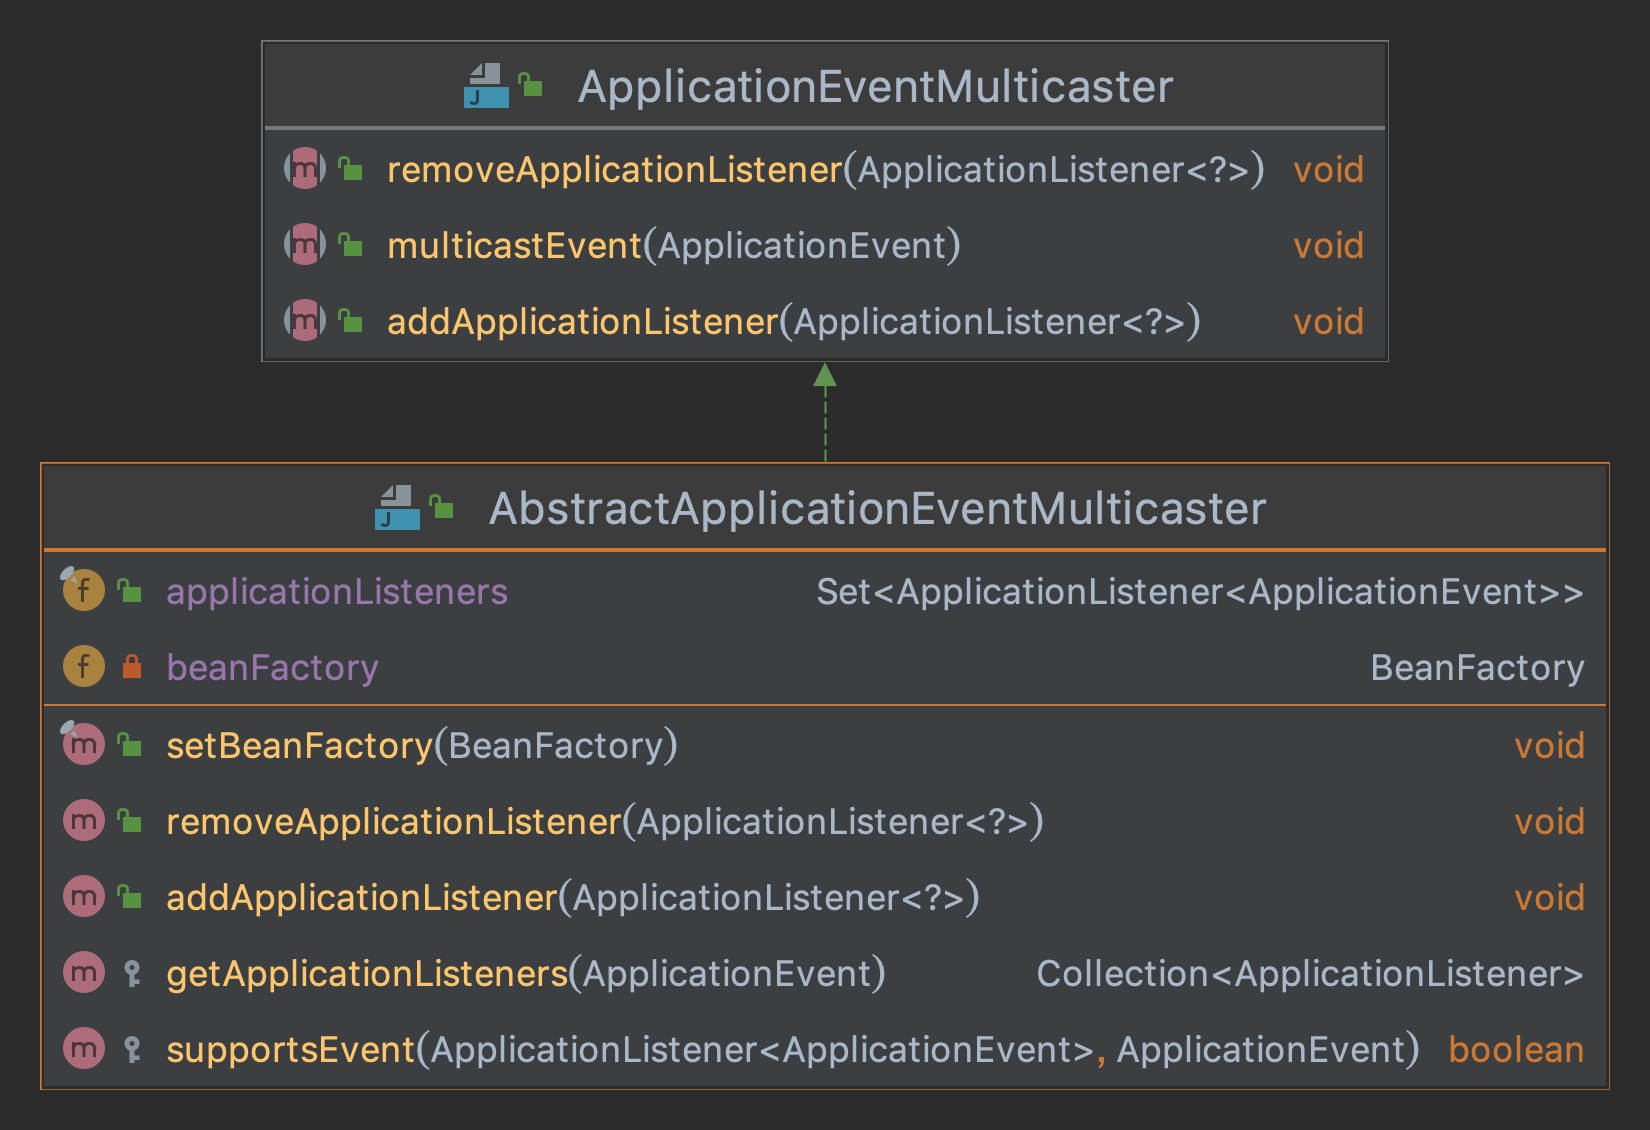 ApplicationEventMulticaster
removeApplicationListener(ApplicationListener<?>) void
multicastEvent(ApplicationEvent) void
addApplicationListener(ApplicationListener<?>) void
AbstractApplicationEventMulticaster
applicationListeners Set<ApplicationListener<ApplicationEvent>>
beanFactory BeanFactory
setBeanFactory(BeanFactory) void
removeApplicationListener(ApplicationListener<?>) void
addApplicationListener(ApplicationListener<?>) void
getApplicationListeners(ApplicationEvent) Collection<ApplicationListener>
supportsEvent(ApplicationListener<ApplicationEvent>, ApplicationEvent) boolean